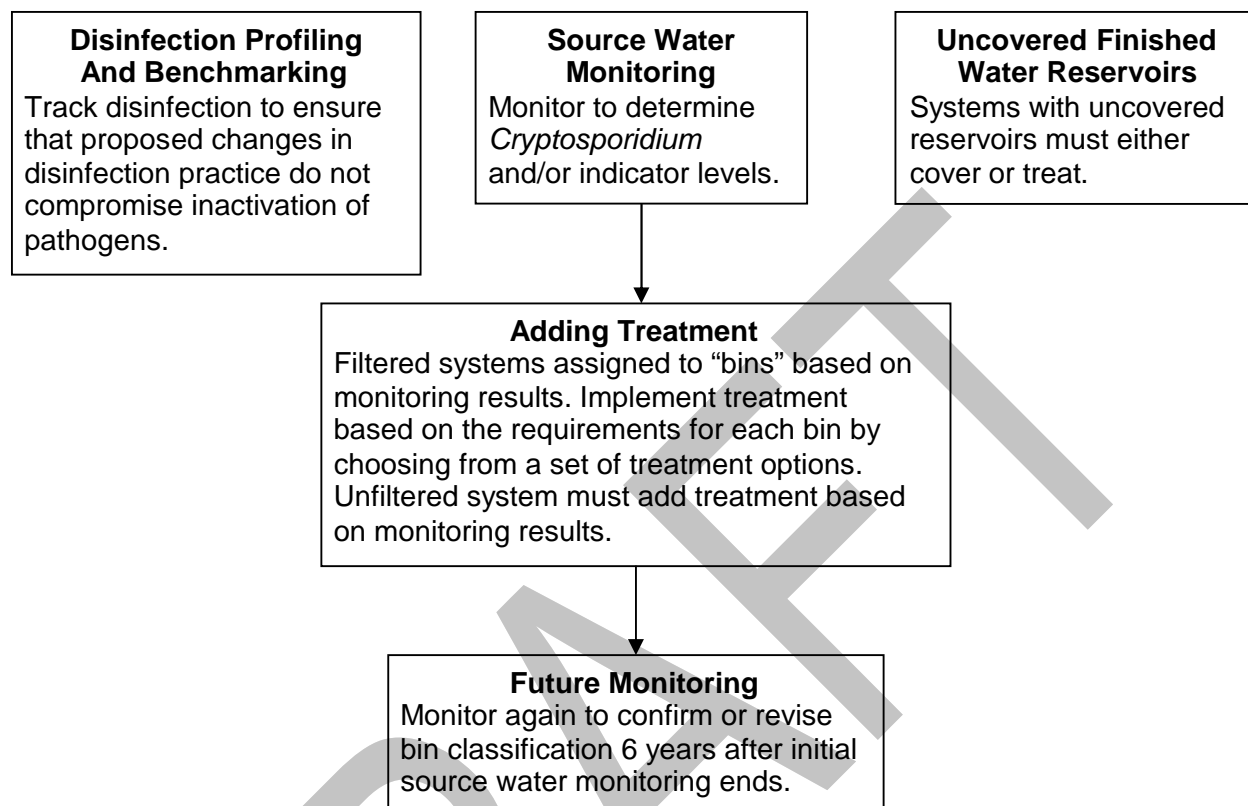 Disinfection Profiling
And Benchmarking
Track disinfection to ensure
that proposed changes in
disinfection practice do not
compromise inactivation of
pathogens.
Source Water
Monitoring
Monitor to determine
Cryptosporidium
and/or indicator levels.
Uncovered Finished
Water Reservoirs
Systems with uncovered
reservoirs must either
cover or treat.
Adding Treatment
Filtered systems assigned to “bins” based on
monitoring results. Implement treatment
based on the requirements for each bin by
choosing from a set of treatment options.
Unfiltered system must add treatment based
on monitoring results.
Future Monitoring
Monitor again to confirm or revise
bin classification 6 years after initial
source water monitoring ends.
DRAFT